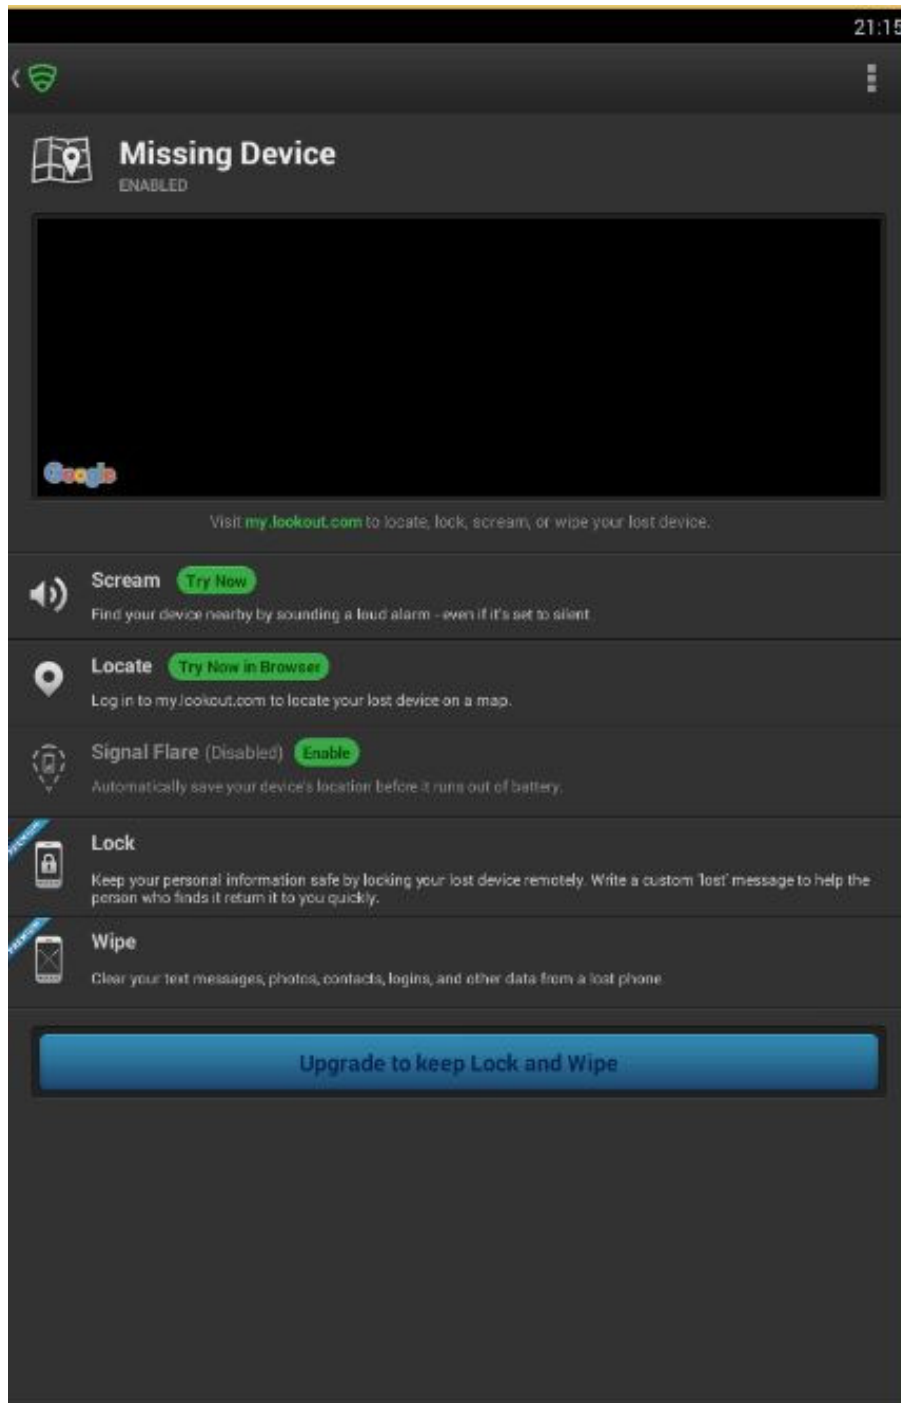 21:15
Missing Device
ENABLED
Google
Visit my.lookout.com to locate, lock, scream, or wipe your lost device.
Scream Try Now
Find your device nearby by sounding a loud alarm - even if it's set to silent
Locate Try Now in Browser
Log in to my.lookout.com to locate your lost device on a map.
Signal Flare (Disabled) Enable
Automatically save your device's location before it runs out of battery.
PREMIUM
Lock
Keep your personal information safe by locking your lost device remotely. Write a custom 'lost' message to help the
person who finds it return it to you quickly.
PREMIUM
Wipe
Clear your text messages, photos, contacts, logins, and other data from a lost phone.
Upgrade to keep Lock and Wipe